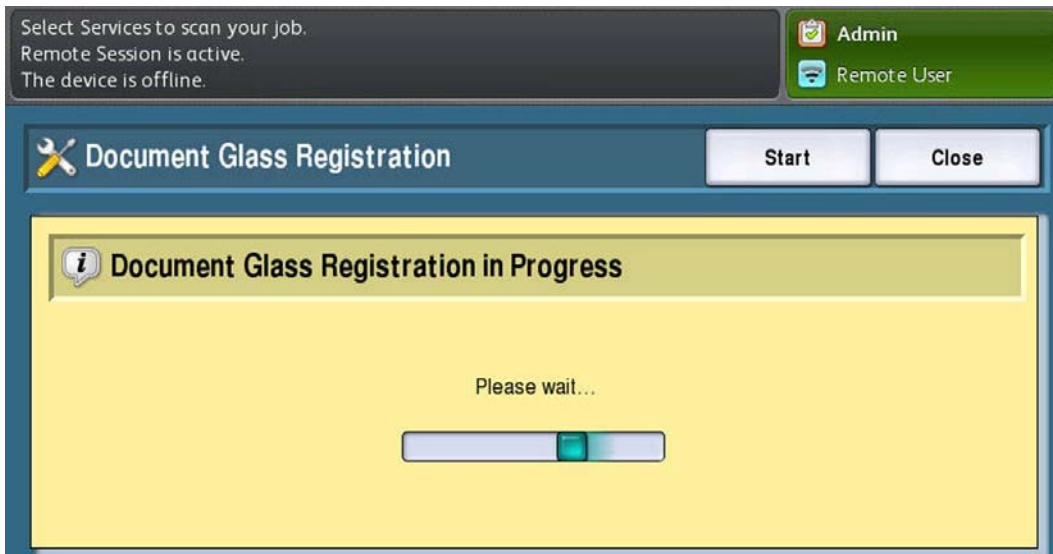 Select Services to scan your job.
Remote Session is active.
The device is offline.
Admin
Remote User
Document Glass Registration
Start
Close
i Document Glass Registration in Progress
Please wait...